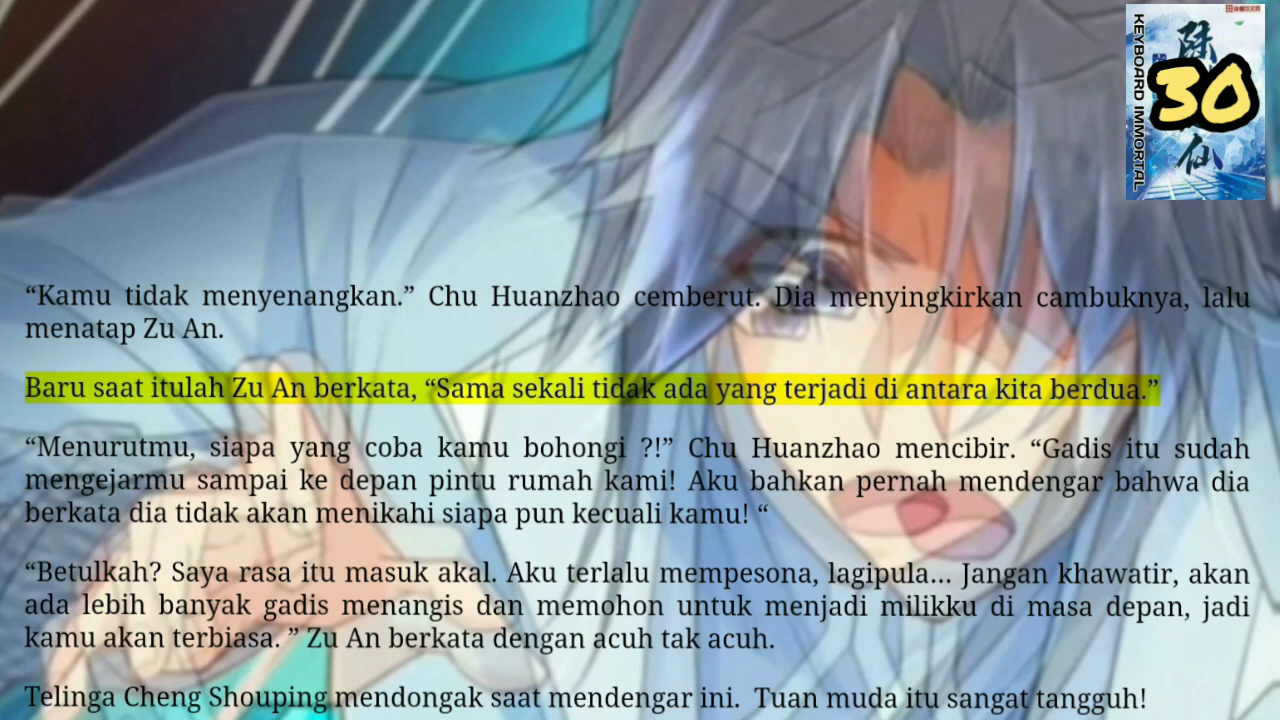 KEYBOARD IMMORTAL
30
仙
“Kamu tidak menyenangkan.” Chu Huanzhao cemberut. Dia menyingkirkan cambuknya, lalu
menatap Zu An.
Baru saat itulah Zu An berkata, “Sama sekali tidak ada yang terjadi di antara kita berdua.”
“Menurutmu, siapa yang coba kamu bohongi ?!” Chu Huanzhao mencibir. “Gadis itu sudah
mengejarmu sampai ke depan pintu rumah kami! Aku bahkan pernah mendengar bahwa dia
berkata dia tidak akan menikahi siapa pun kecuali kamu! “
“Betulkah? Saya rasa itu masuk akal. Aku terlalu mempesona, lagipula... Jangan khawatir, akan
ada lebih banyak gadis menangis dan memohon untuk menjadi milikku di masa depan, jadi
kamu akan terbiasa. ” Zu An berkata dengan acuh tak acuh.
Telinga Cheng Shouping mendongak saat mendengar ini.  Tuan muda itu sangat tangguh!